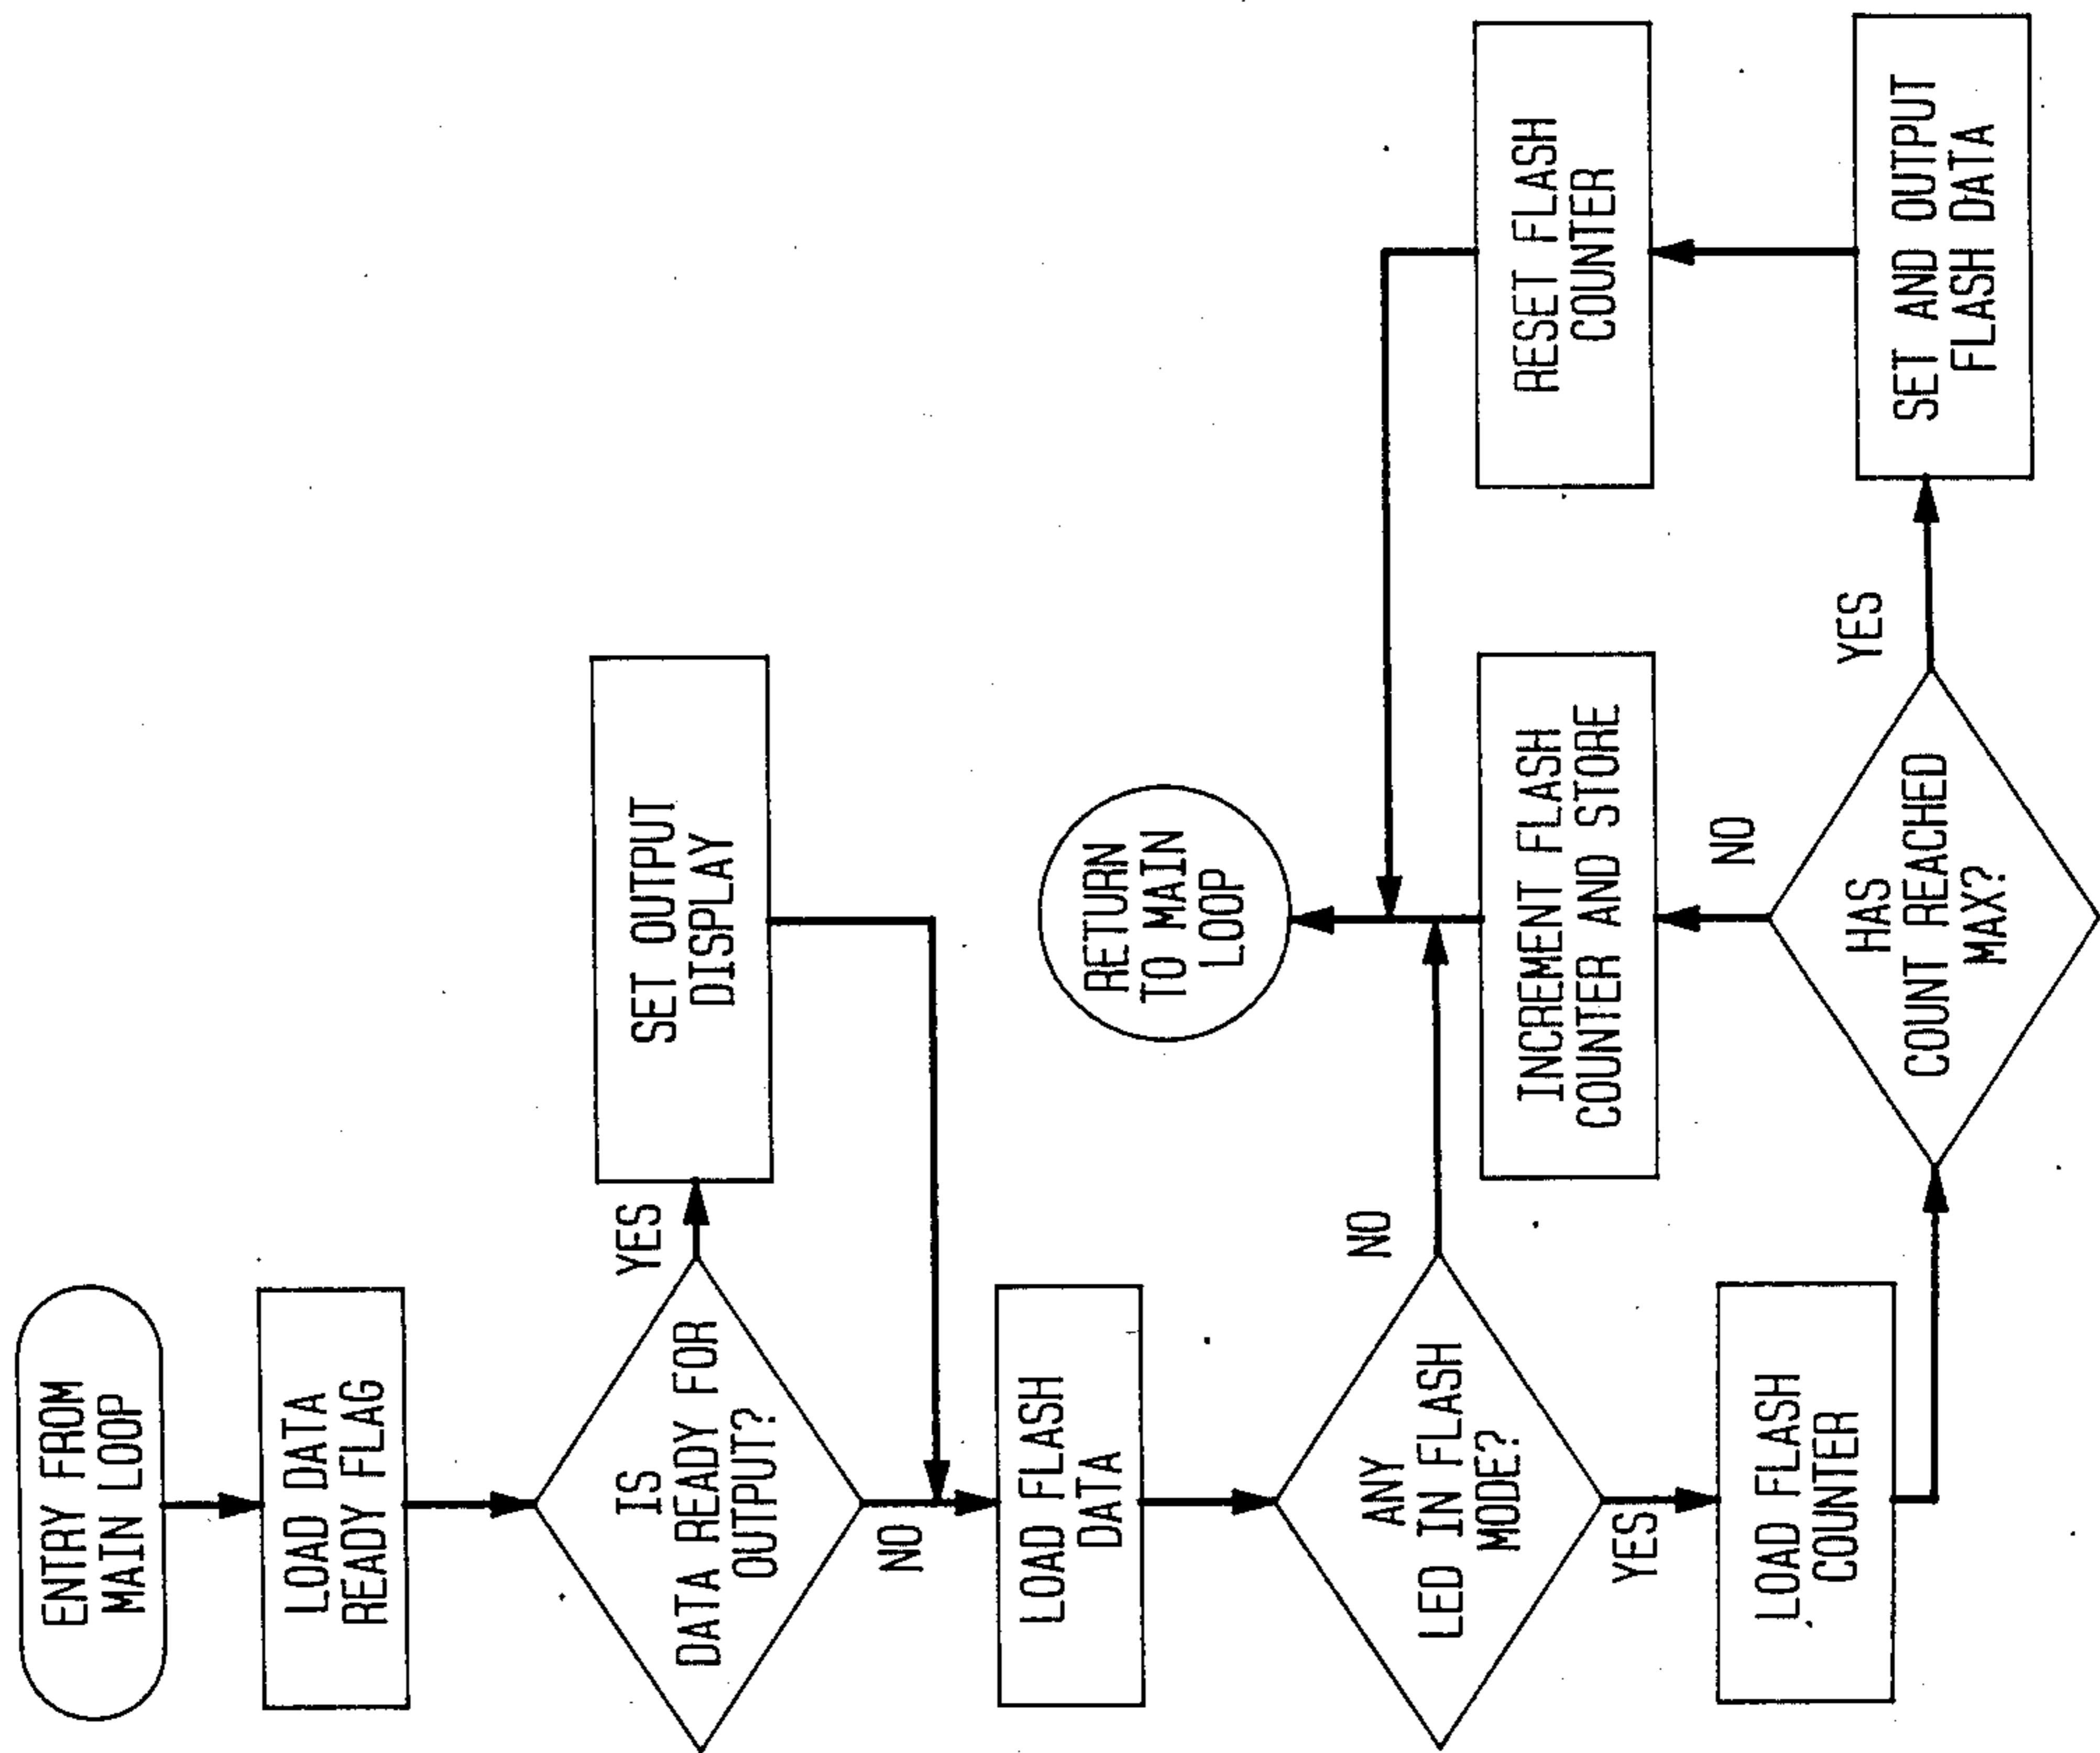 ENTRY FROM
MAIN LOOP
LOAD DATA
READY FLAG
IS
DATA READY FOR
OUTPUT?
YES
SET OUTPUT
DISPLAY
NO
LOAD FLASH
DATA
ANY
LED IN FLASH
MODE?
NO
YES
LOAD FLASH
COUNTER
HAS
COUNT REACHED
MAX?
NO
INCREMENT FLASH
COUNTER AND STORE
RETURN
TO MAIN
LOOP
YES
SET AND OUTPUT
FLASH DATA
RESET FLASH
COUNTER